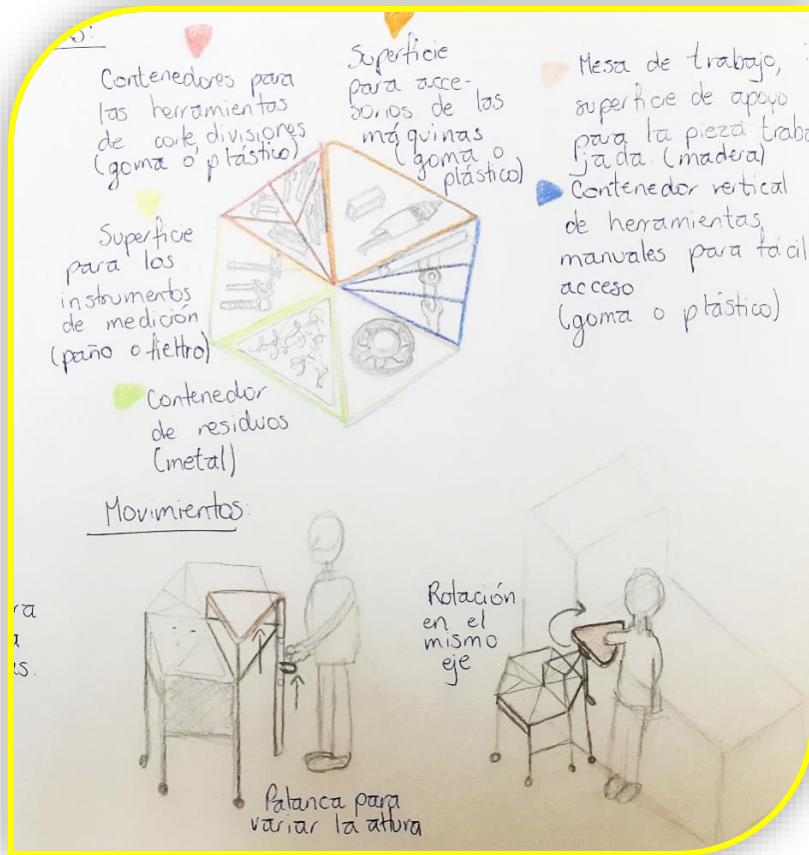 s:
Contenedores para
las herramientas
de corte, divisiones
(goma o plástico)
Superficie
para acce-
sorios de las
máquinas
(goma o
plástico)
Mesa de trabajo,
superficie de apoyo
para la pieza traba
jada. (madera)
Contenedor vertical
de herramientas
manuales para fácil
acceso
(goma o plástico)
Superficie
para los
instrumentos
de medición
(paño o fieltro)
Contenedor
de residuos
(metal)
Movimientos:
ra
a
as.
Rotación
en el
mismo
eje
Palanca para
variar la altura